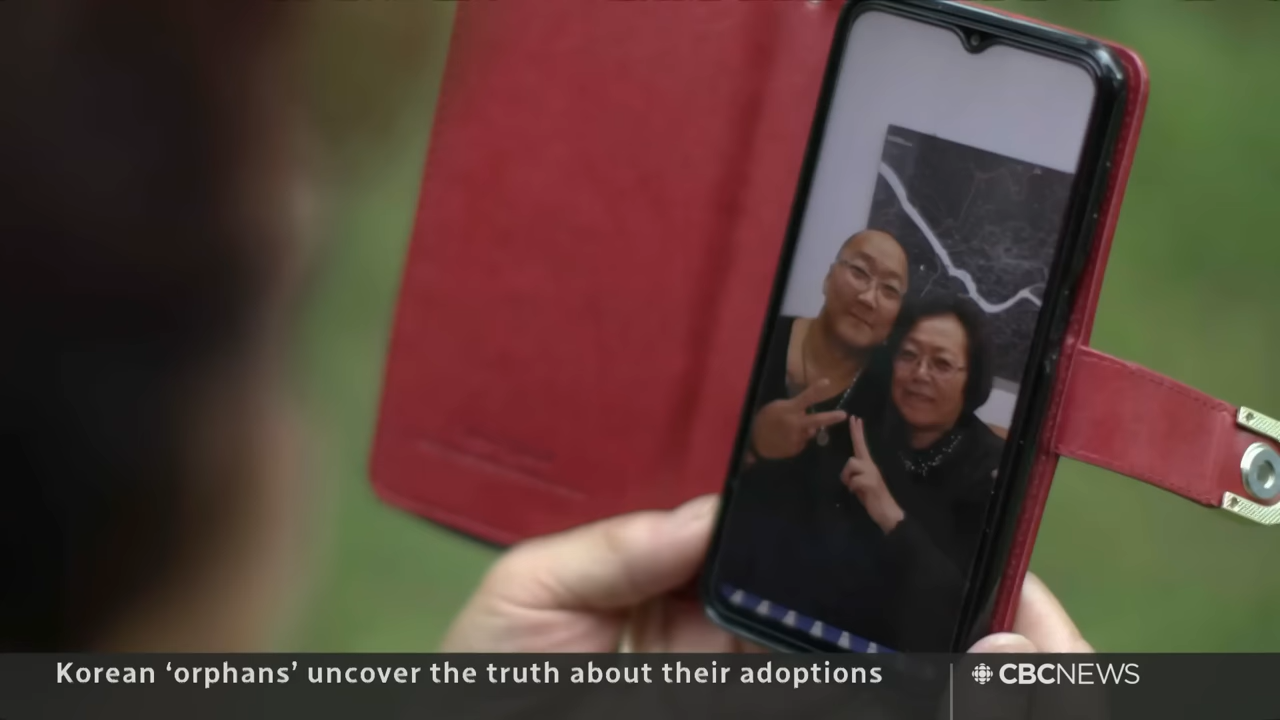 Korean ‘orphans’ uncover the truth about their adoptions
CBCNEWS